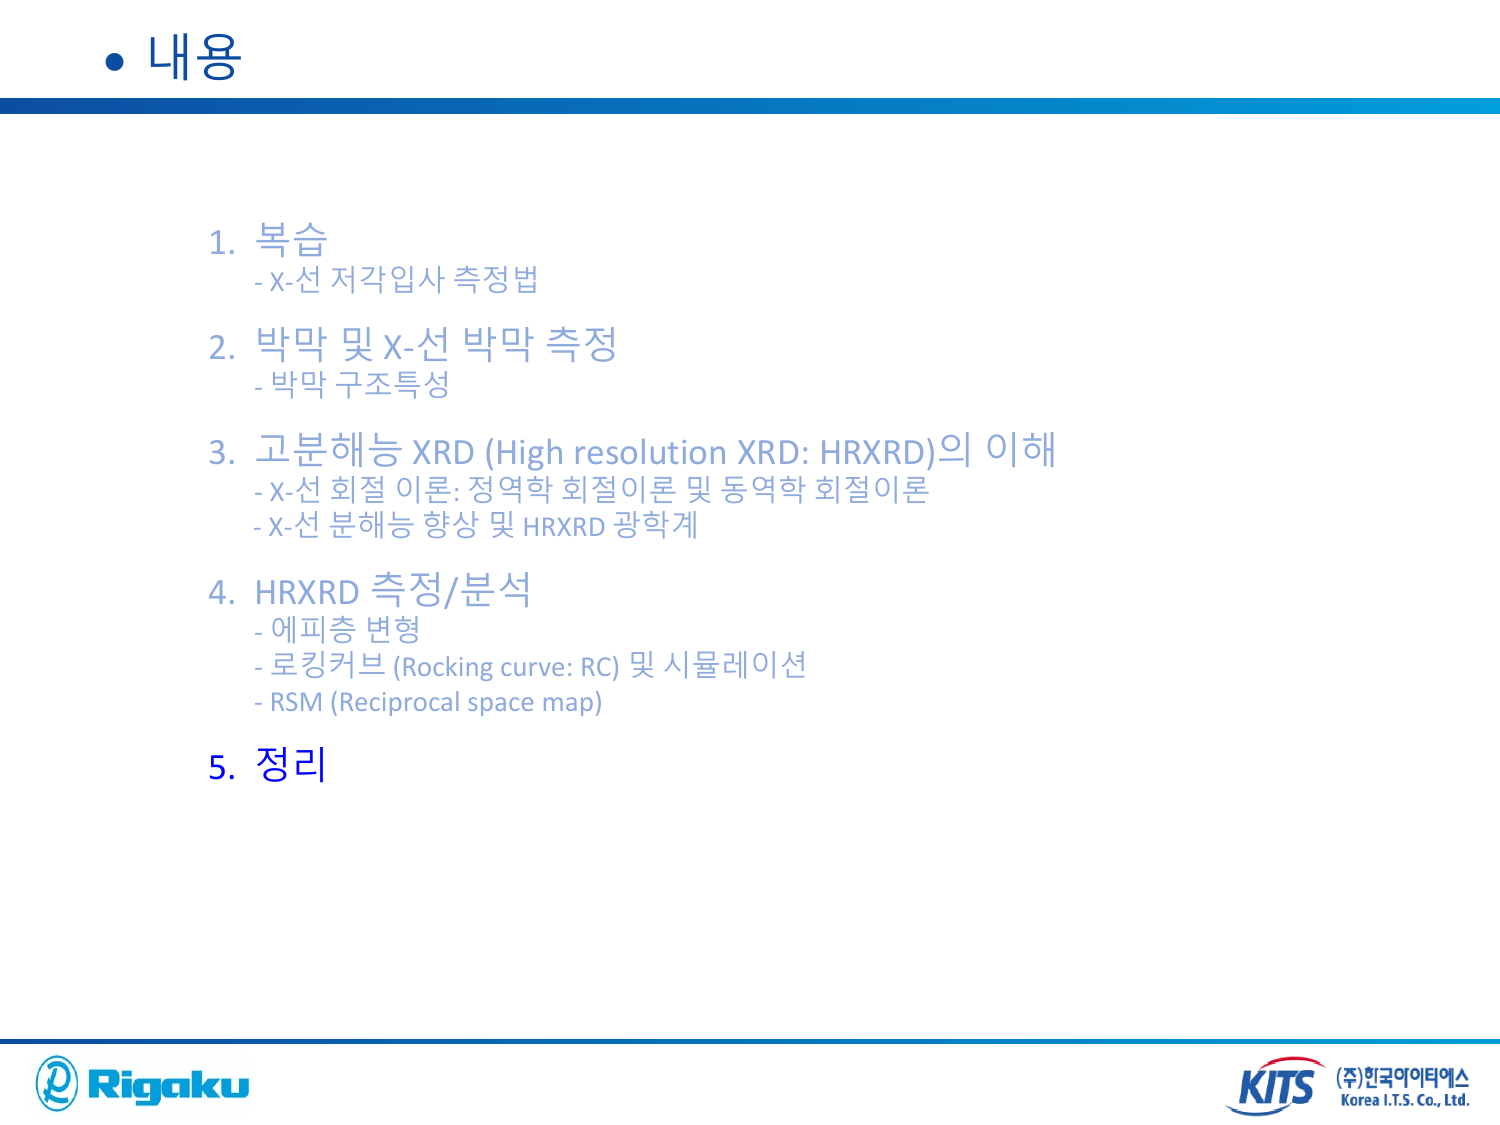 • 내용
1. 복습
- X-선 저각입사 측정법
2. 박막 및 X-선 박막 측정
- 박막 구조특성
3. 고분해능 XRD (High resolution XRD: HRXRD)의 이해
- X-선 회절 이론: 정역학 회절이론 및 동역학 회절이론
- X-선 분해능 향상 및 HRXRD 광학계
4. HRXRD 측정/분석
- 에피층 변형
- 로킹커브 (Rocking curve: RC) 및 시뮬레이션
- RSM (Reciprocal space map)
5. 정리
Rigaku
KITS
(주)한국아이티에스
Korea I.T.S. Co., Ltd.